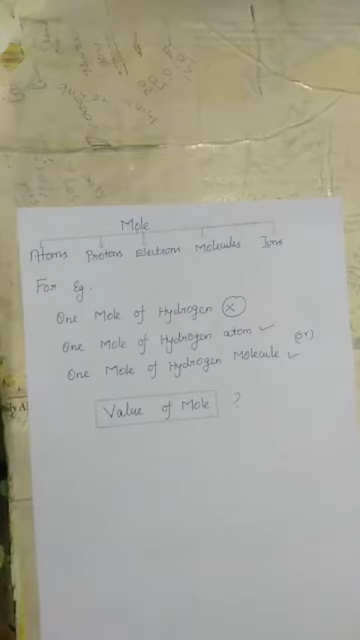 Mole
Atoms Protons Electrons Molecules Ions
For Eg.
One Mole of Hydrogen x
One Mole of Hydrogen atom ✓ (or)
One Mole of Hydrogen Molecule ✓
Value of Mole ?